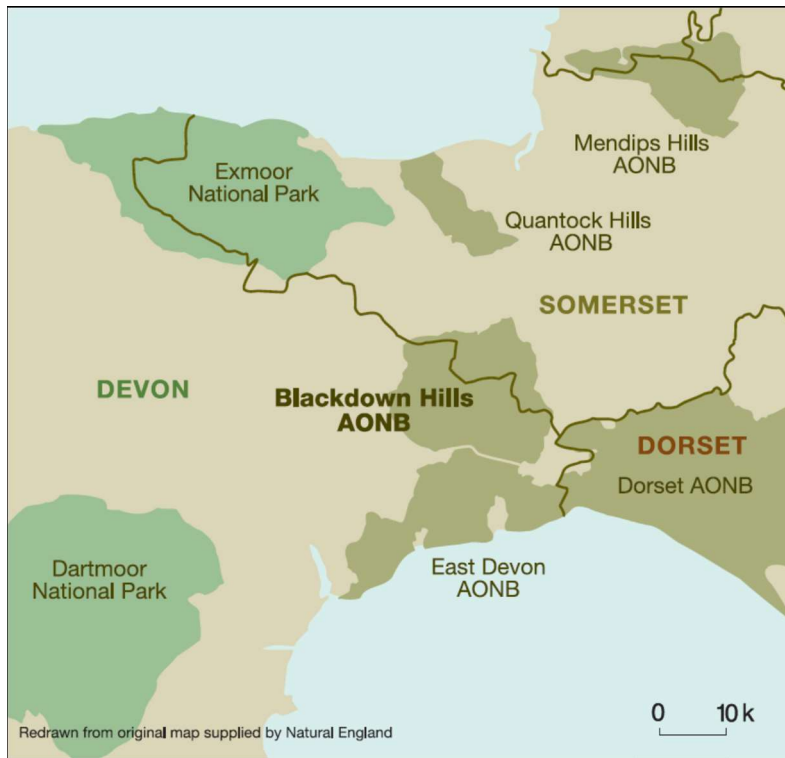 Mendips Hills
AONB
Exmoor
National Park
Quantock Hills
AONB
SOMERSET
DEVON
Blackdown Hills
AONB
DORSET
Dorset AONB
Dartmoor
National Park
East Devon
AONB
0 10 k
Redrawn from original map supplied by Natural England